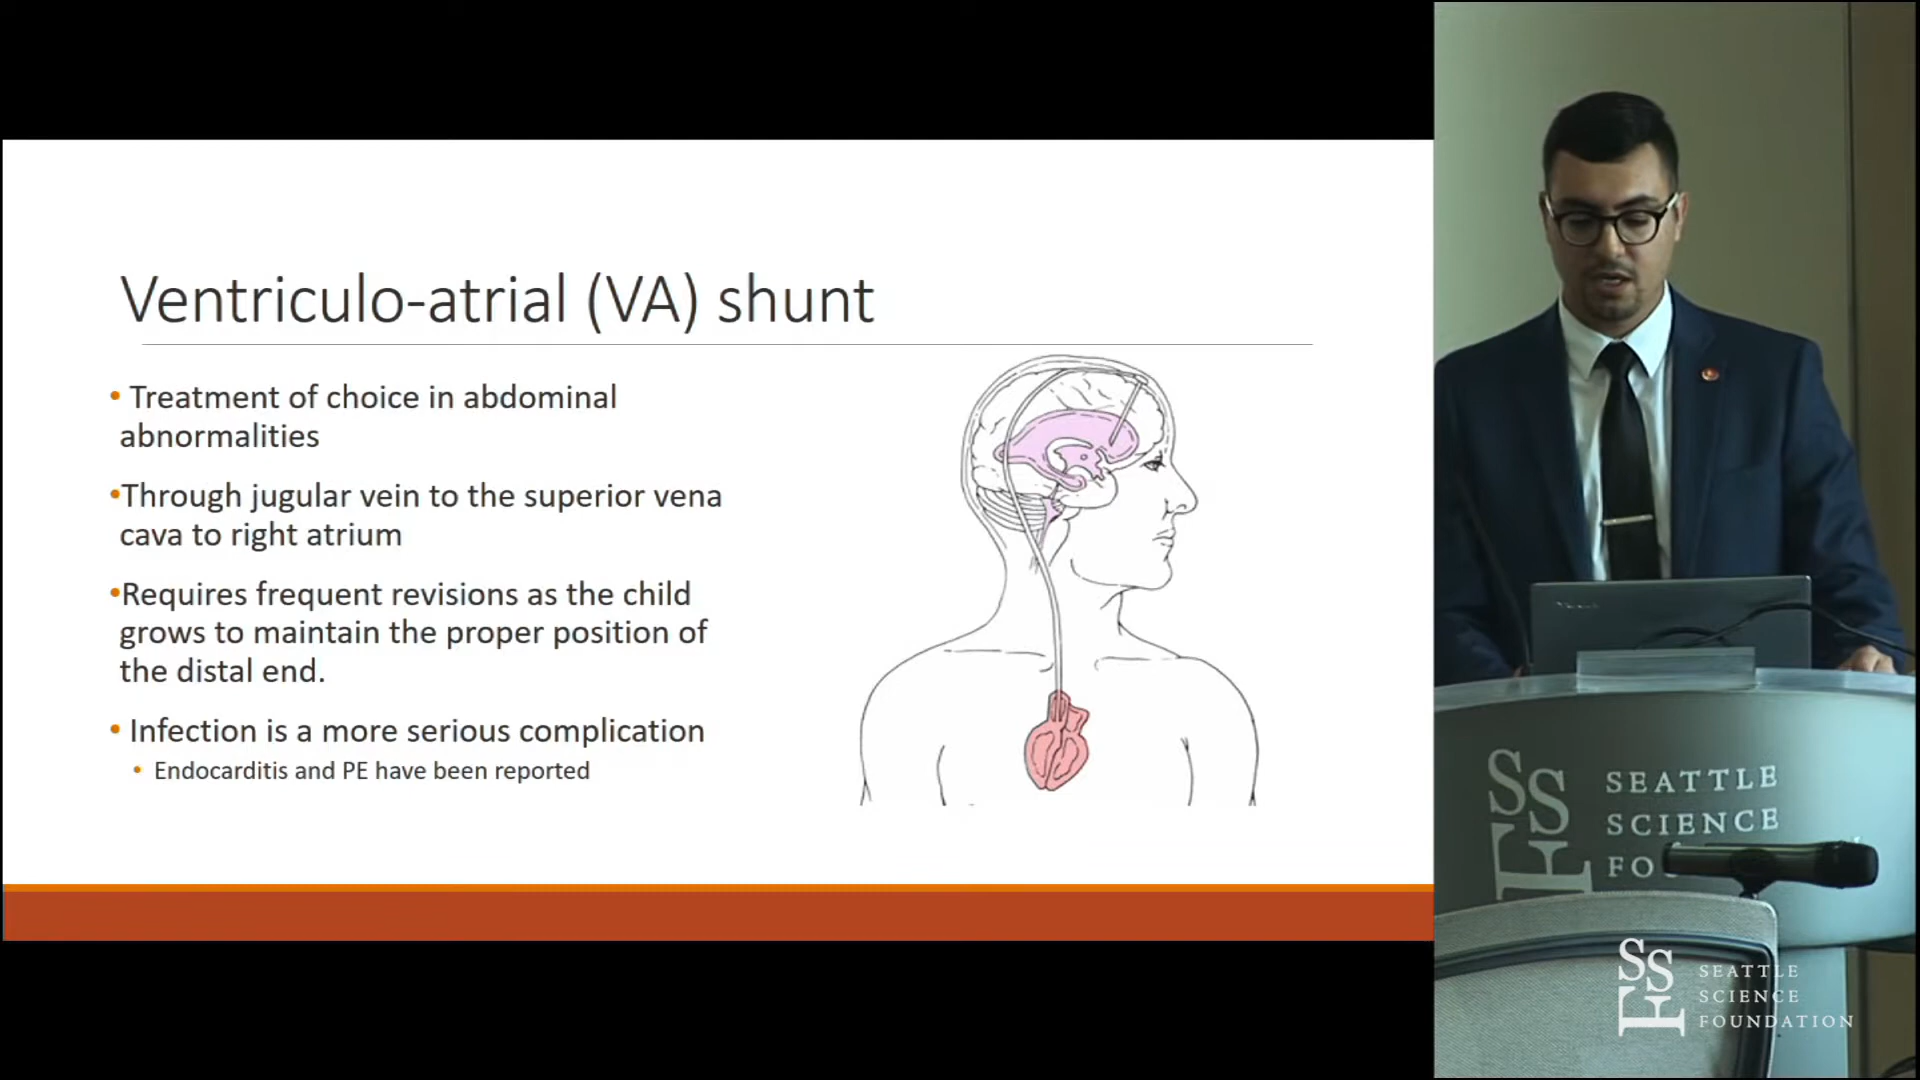 Ventriculo-atrial (VA) shunt
• Treatment of choice in abdominal
abnormalities
•Through jugular vein to the superior vena
cava to right atrium
•Requires frequent revisions as the child
grows to maintain the proper position of
the distal end.
• Infection is a more serious complication
• Endocarditis and PE have been reported
SSF
SEATTLE
SCIENCE
FO
SSF
SEATTLE
SCIENCE
FOUNDATION